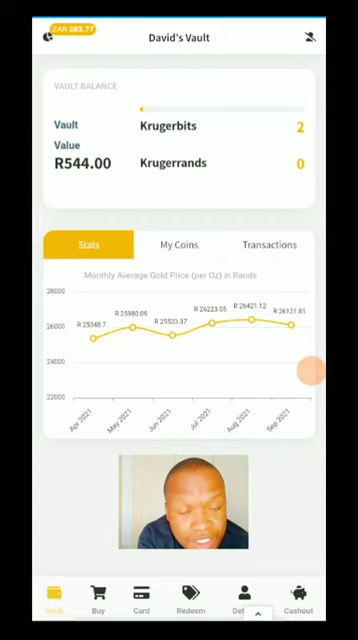 ZAR 283.77
David's Vault
VAULT BALANCE
Vault
Value
R544.00
Krugerbits 2
Krugerrands 0
Stats My Coins Transactions
Monthly Average Gold Price (per Oz) in Rands
28000
26000
24000
22000
R 25348.7
R 25980.09
R 25533.37
R 26223.05
R 26421.12
R 26121.81
Apr 2021
May 2021
Jun 2021
Jul 2021
Aug 2021
Sep 2021
Vault Buy Card Redeem Cashout